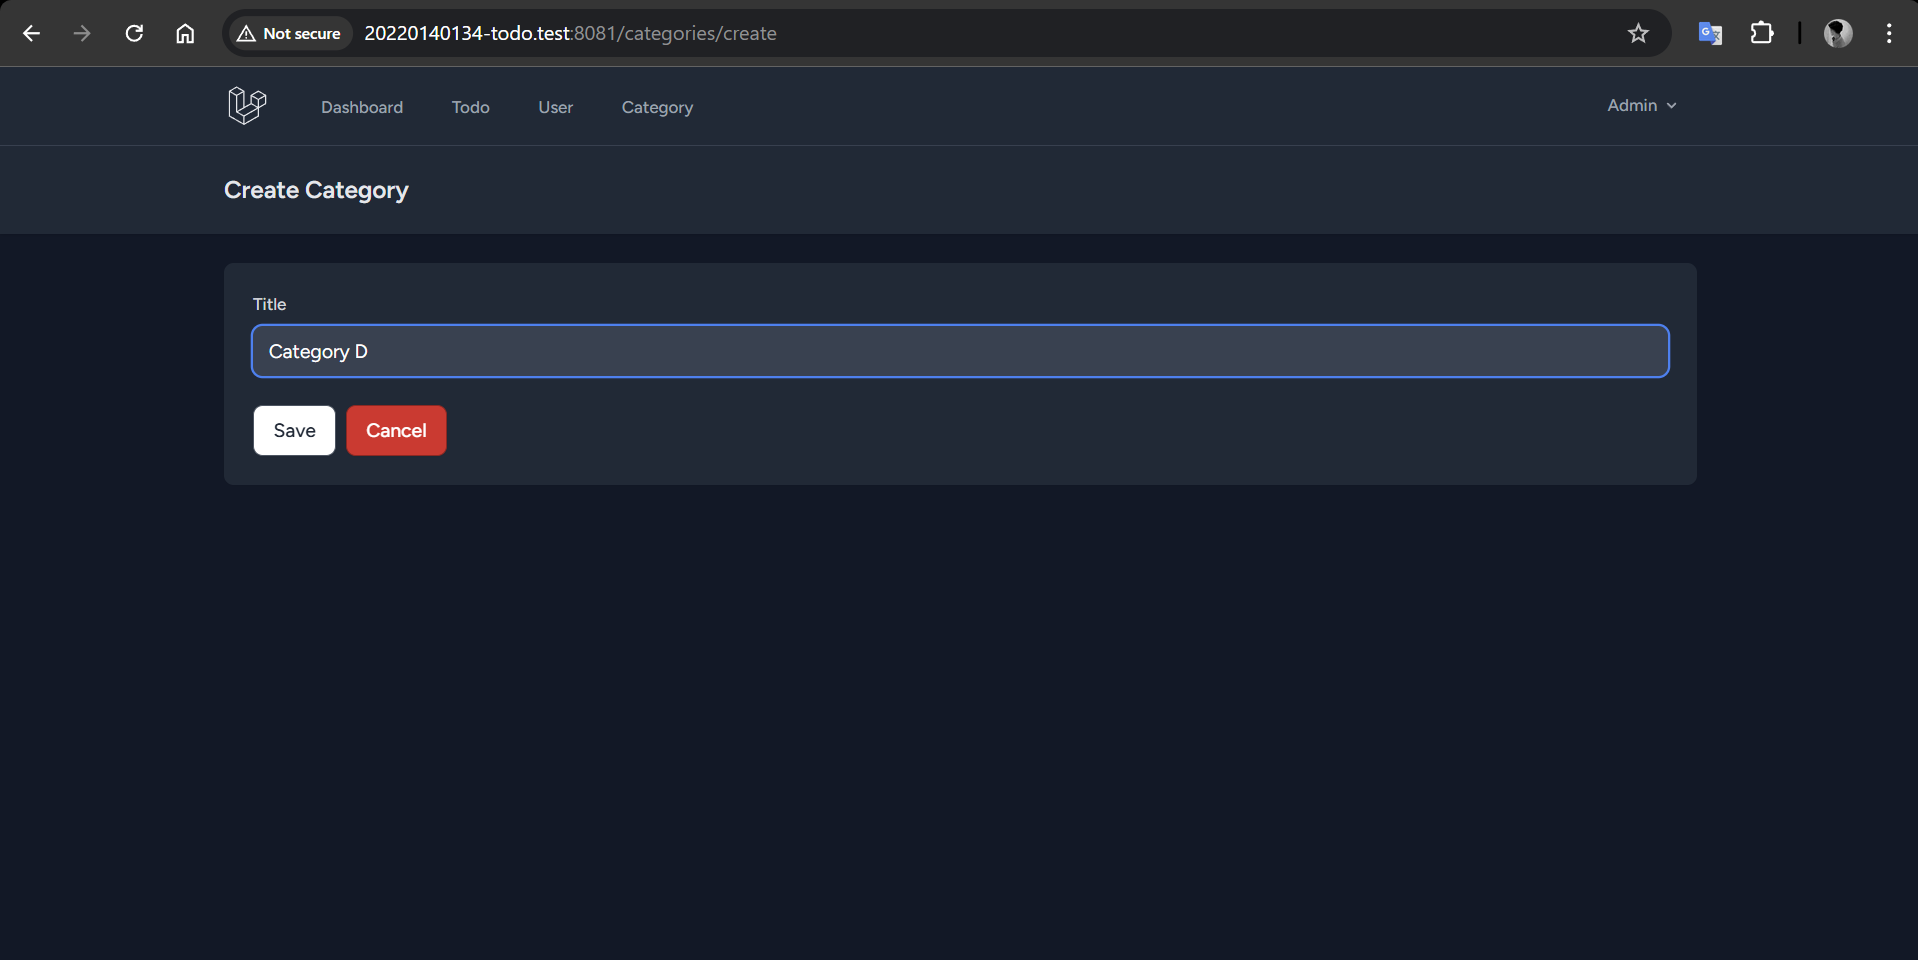 Not secure 20220140134-todo.test:8081/categories/create
Dashboard Todo User Category Admin
Create Category
Title
Category D
Save Cancel